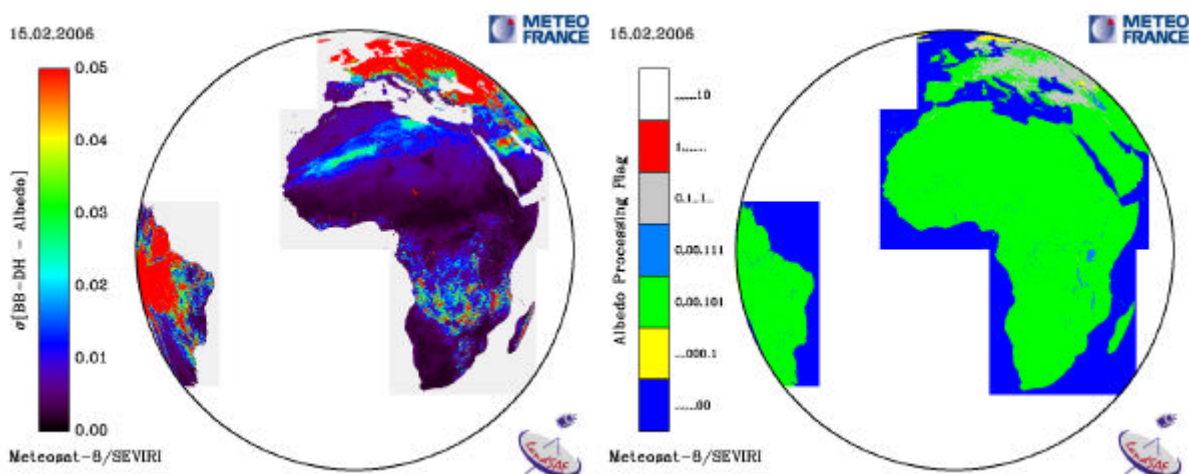 15.02.2006
METEO
FRANCE
0.05
0.04
0.03
0.02
0.01
0.00
σ[BB-DH - Albedo]
Meteosat-8/SEVIRI
LandSAF
15.02.2006
METEO
FRANCE
......10
1.......
0.1..1..
0.00.111
0.00.101
...000.1
......00
Albedo Processing Flag
Meteosat-8/SEVIRI
LandSAF